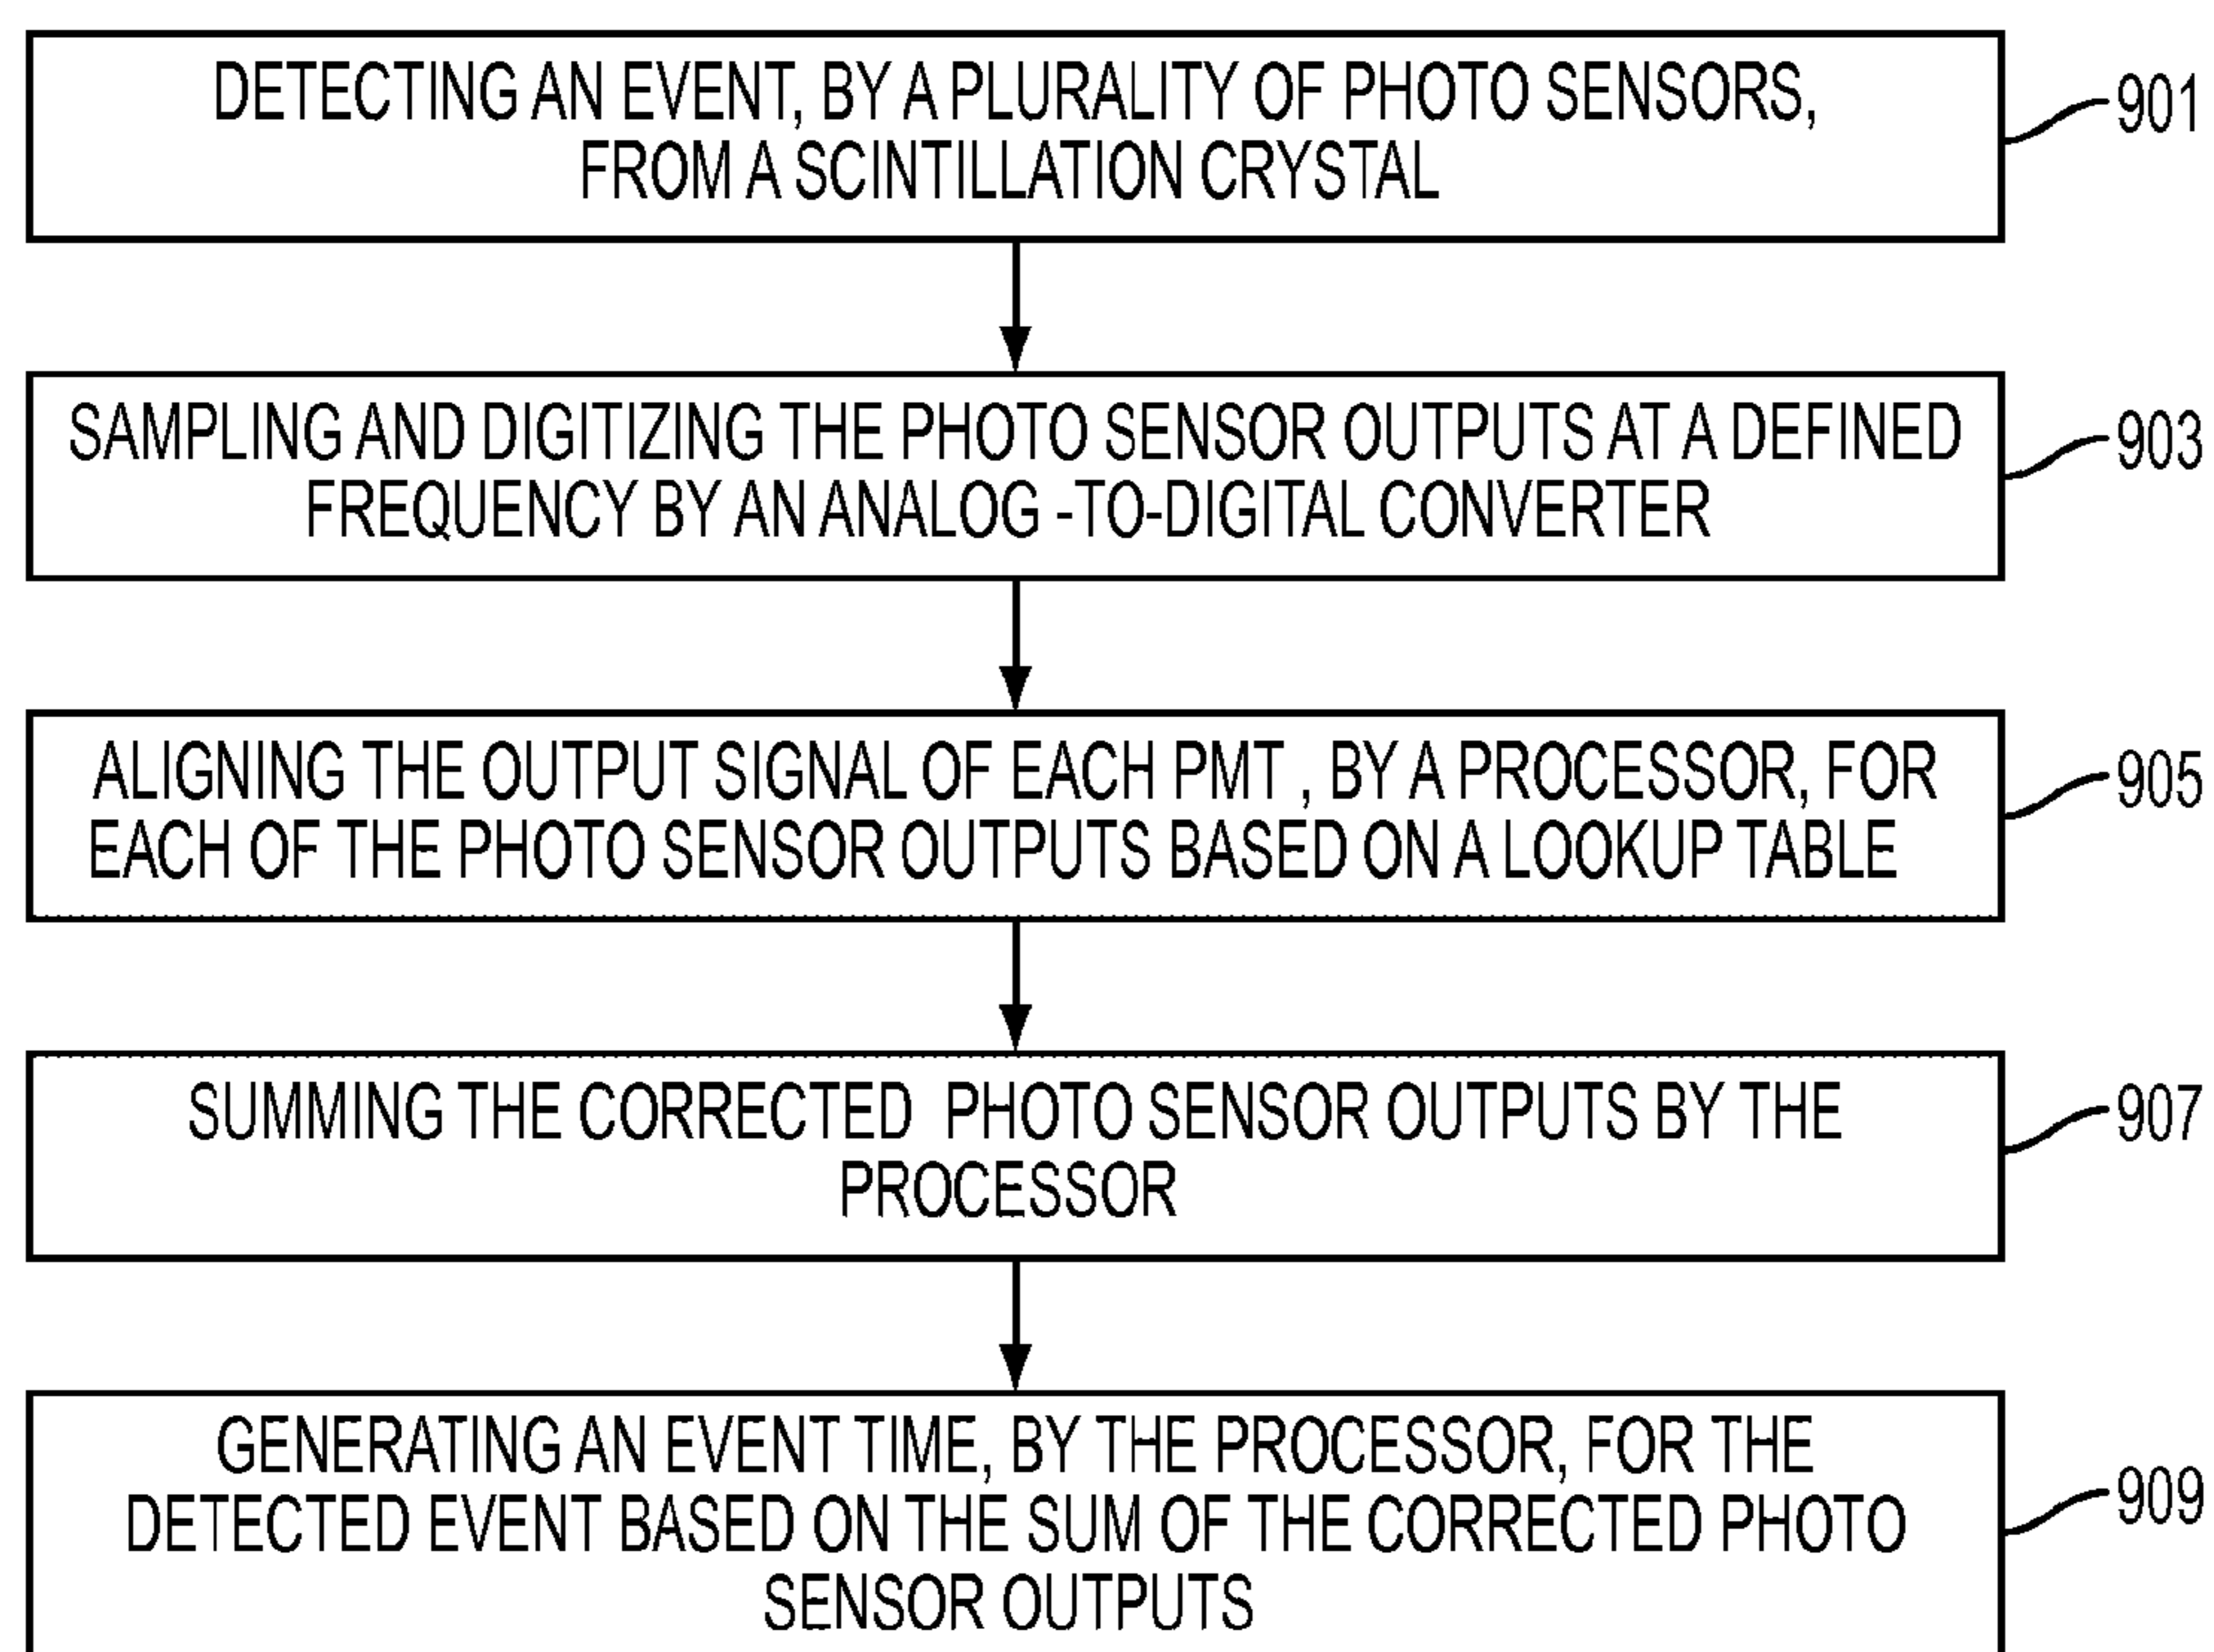 DETECTING AN EVENT, BY A PLURALITY OF PHOTO SENSORS,
FROM A SCINTILLATION CRYSTAL
901
SAMPLING AND DIGITIZING THE PHOTO SENSOR OUTPUTS AT A DEFINED
FREQUENCY BY AN ANALOG -TO-DIGITAL CONVERTER
903
ALIGNING THE OUTPUT SIGNAL OF EACH PMT , BY A PROCESSOR, FOR
EACH OF THE PHOTO SENSOR OUTPUTS BASED ON A LOOKUP TABLE
905
SUMMING THE CORRECTED PHOTO SENSOR OUTPUTS BY THE
PROCESSOR
907
GENERATING AN EVENT TIME, BY THE PROCESSOR, FOR THE
DETECTED EVENT BASED ON THE SUM OF THE CORRECTED PHOTO
SENSOR OUTPUTS
909